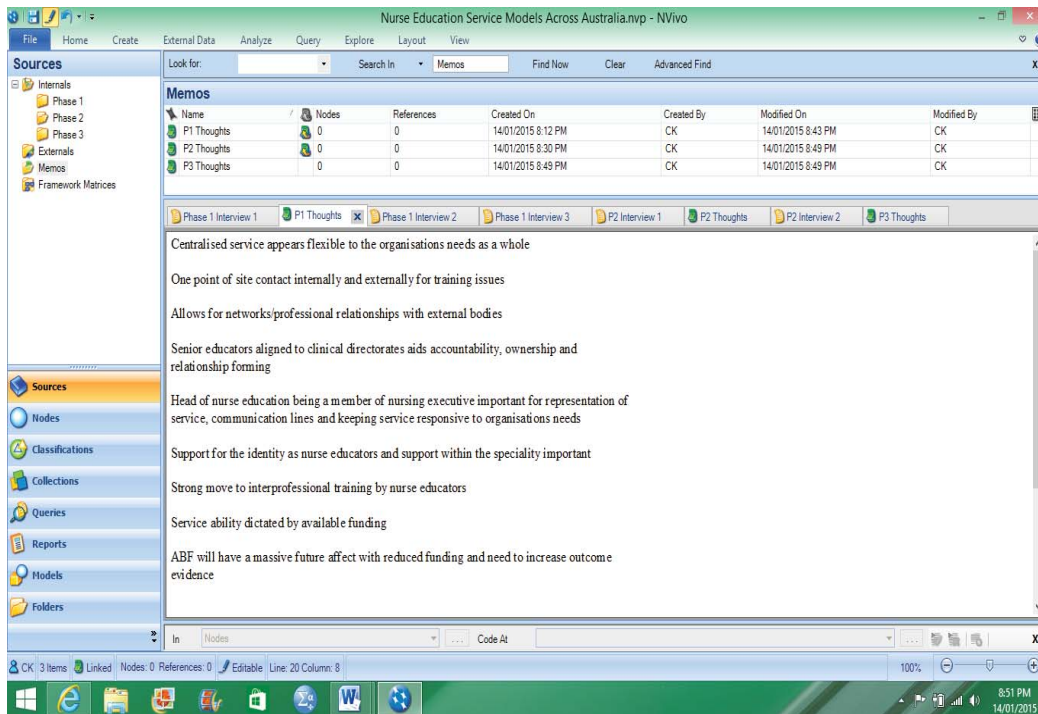 Nurse Education Service Models Across Australia.nvp - NVivo
File Home Create External Data Analyze Query Explore Layout View
Sources
Look for: Search In Memos Find Now Clear Advanced Find X
Internals
Phase 1
Phase 2
Phase 3
Externals
Memos
Framework Matrices
Memos
Name Nodes References Created On Created By Modified On Modified By
P1 Thoughts 0 0 14/01/2015 8:12 PM CK 14/01/2015 8:43 PM CK
P2 Thoughts 0 0 14/01/2015 8:30 PM CK 14/01/2015 8:49 PM CK
P3 Thoughts 0 0 14/01/2015 8:49 PM CK 14/01/2015 8:49 PM CK
Phase 1 Interview 1 P1 Thoughts Phase 1 Interview 2 Phase 1 Interview 3 P2 Interview 1 P2 Thoughts P2 Interview 2 P3 Thoughts
Centralised service appears flexible to the organisations needs as a whole
One point of site contact internally and externally for training issues
Allows for networks/professional relationships with external bodies
Senior educators aligned to clinical directorates aids accountability, ownership and
relationship forming
Head of nurse education being a member of nursing executive important for representation of
service, communication lines and keeping service responsive to organisations needs
Support for the identity as nurse educators and support within the speciality important
Strong move to interprofessional training by nurse educators
Service ability dictated by available funding
ABF will have a massive future affect with reduced funding and need to increase outcome
evidence
Sources
Nodes
Classifications
Collections
Queries
Reports
Models
Folders
In Nodes ... Code At ... X
CK 3 Items Linked Nodes: 0 References: 0 Editable Line: 20 Column: 8 100%
8:51 PM
14/01/2015